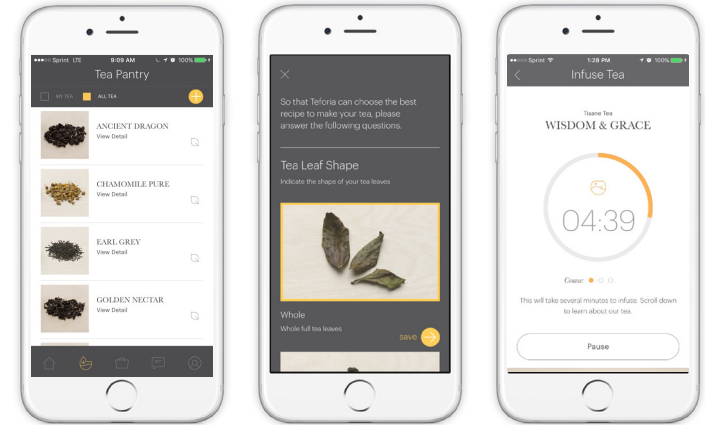 Sprint LTE 9:09 AM 100%
Tea Pantry
MY TEA ALL TEA
ANCIENT DRAGON
View Detail
CHAMOMILE PURE
View Detail
EARL GREY
View Detail
GOLDEN NECTAR
View Detail
So that Teforia can choose the best
recipe to make your tea, please
answer the following questions.
Tea Leaf Shape
Indicate the shape of your tea leaves
Whole
Whole full tea leaves
save
Sprint 1:28 PM 100%
Infuse Tea
Tisane Tea
WISDOM & GRACE
04:39
Course:
This will take several minutes to infuse. Scroll down
to learn about our tea.
Pause